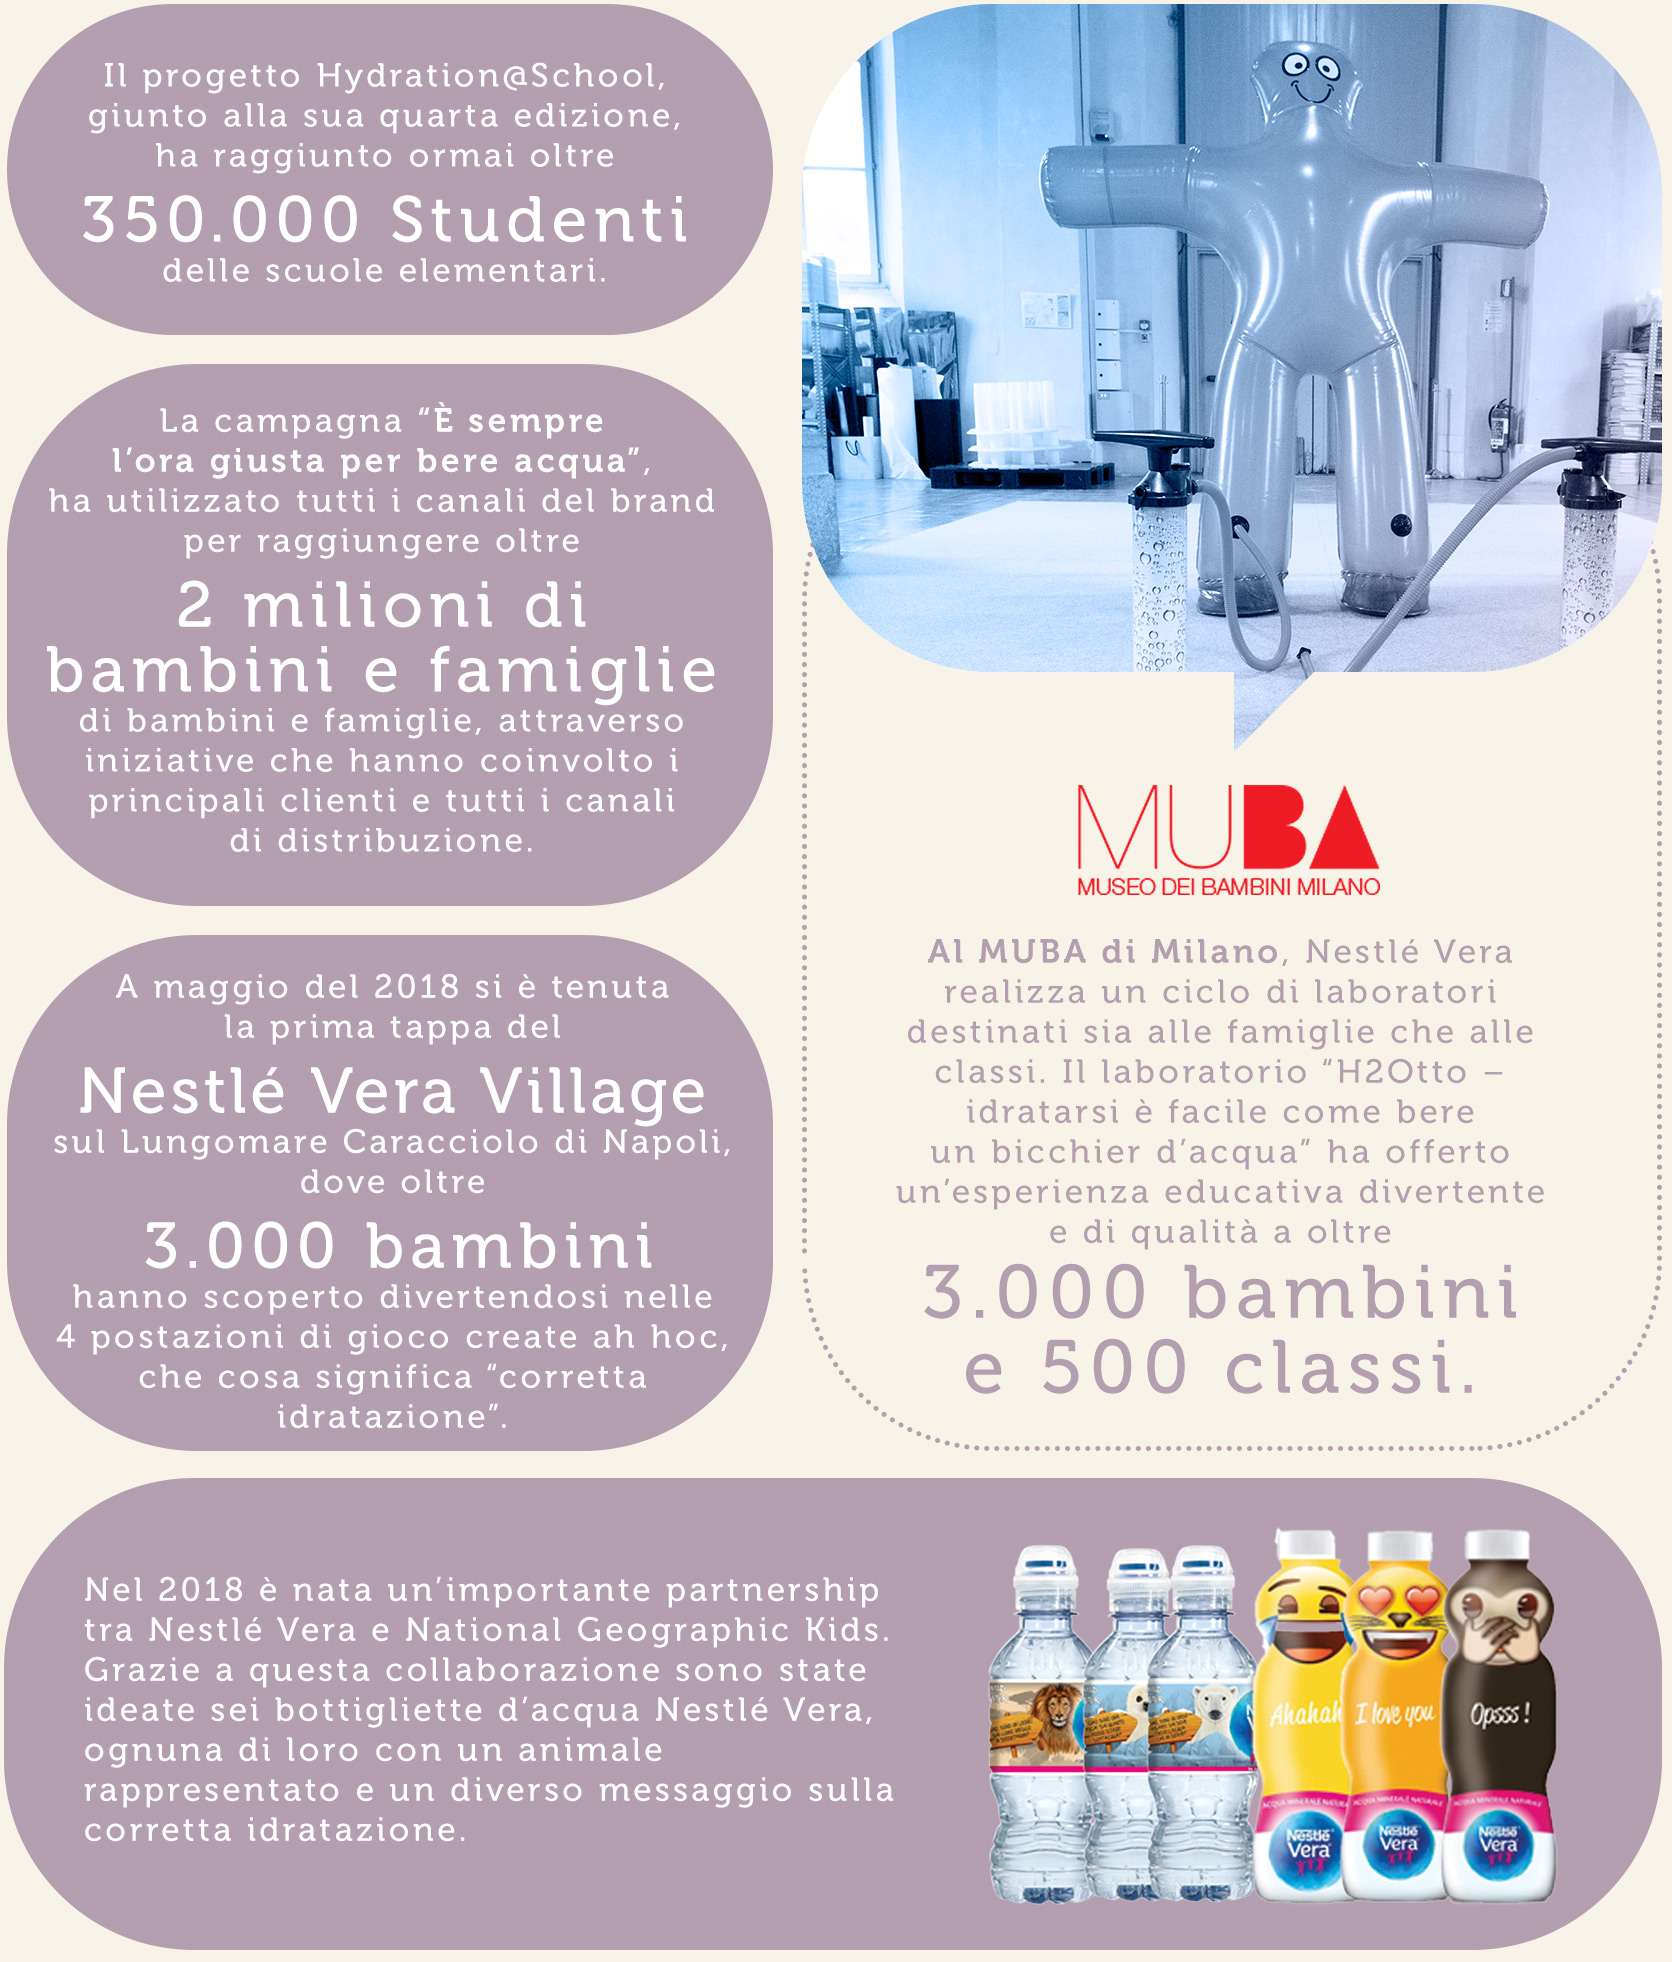 Il progetto Hydration@School,
giunto alla sua quarta edizione,
ha raggiunto ormai oltre
350.000 Studenti
delle scuole elementari.
La campagna “È sempre
l’ora giusta per bere acqua”,
ha utilizzato tutti i canali del brand
per raggiungere oltre
2 milioni di
bambini e famiglie
di bambini e famiglie, attraverso
iniziative che hanno coinvolto i
principali clienti e tutti i canali
di distribuzione.
A maggio del 2018 si è tenuta
la prima tappa del
Nestlé Vera Village
sul Lungomare Caracciolo di Napoli,
dove oltre
3.000 bambini
hanno scoperto divertendosi nelle
4 postazioni di gioco create ah hoc,
che cosa significa “corretta
idratazione”.
MUBA
MUSEO DEI BAMBINI MILANO
Al MUBA di Milano, Nestlé Vera
realizza un ciclo di laboratori
destinati sia alle famiglie che alle
classi. Il laboratorio “H2Otto –
idratarsi è facile come bere
un bicchier d’acqua” ha offerto
un’esperienza educativa divertente
e di qualità a oltre
3.000 bambini
e 500 classi.
Nel 2018 è nata un’importante partnership
tra Nestlé Vera e National Geographic Kids.
Grazie a questa collaborazione sono state
ideate sei bottigliette d’acqua Nestlé Vera,
ognuna di loro con un animale
rappresentato e un diverso messaggio sulla
corretta idratazione.
Ahahah
I love you
Opsss !
ACQUA MINERALE NATURA
ACQUA MINERALE NATURALE
ACQUA MINERALE NATURALE
Nestlé
Vera
Nestlé
Vera
Nestlé
Vera